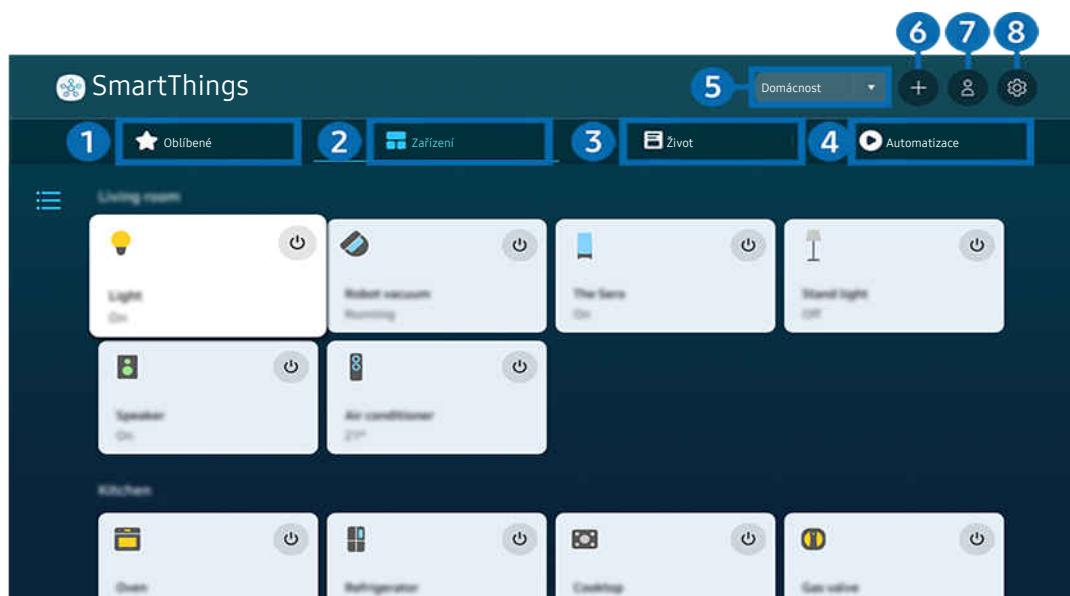 6 7 8
SmartThings 5 Domácnost
1 Oblíbené 2 Zařízení 3 Život 4 Automatizace
Living room
Light
On
Robot vacuum
Running
The Sero
On
Stand light
Off
Speaker
On
Air conditioner
Kitchen
Oven
Refrigerator
Cooktop
Gas valve